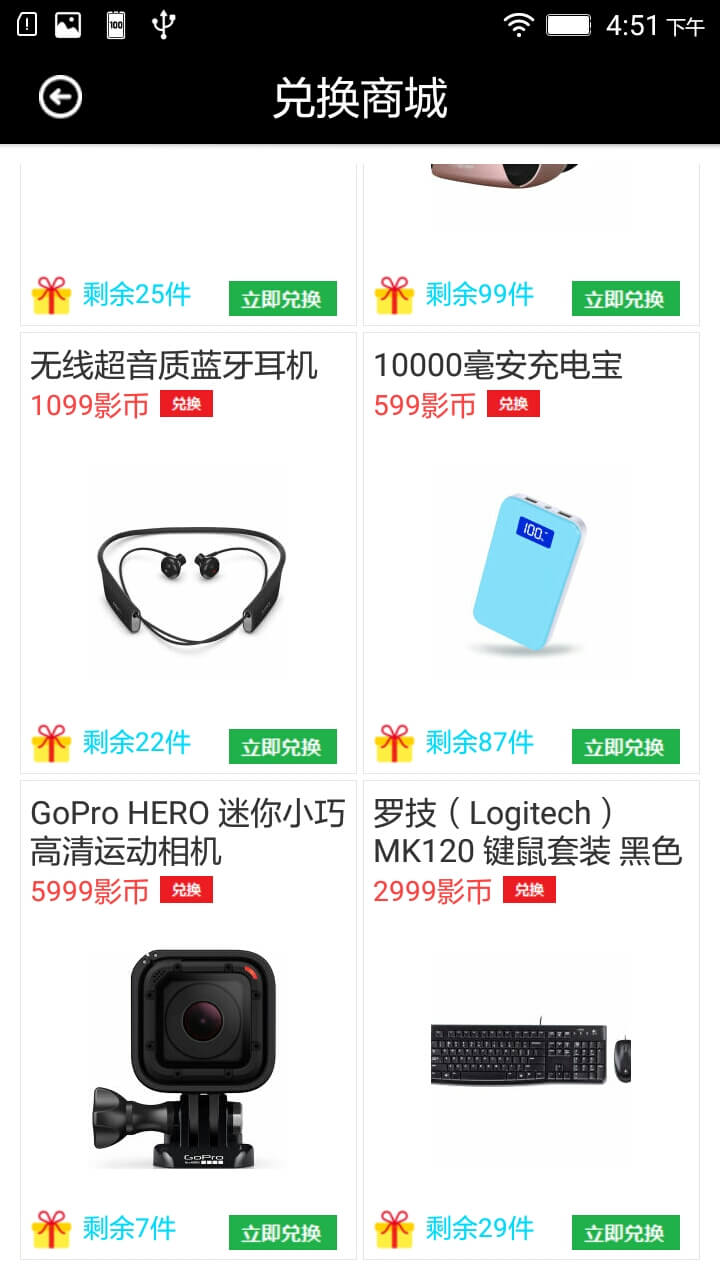 4:51 下午
兑换商城
剩余25件 立即兑换
剩余99件 立即兑换
无线超音质蓝牙耳机
1099影币 兑换
剩余22件 立即兑换
10000毫安充电宝
599影币 兑换
100
剩余87件 立即兑换
GoPro HERO 迷你小巧
高清运动相机
5999影币 兑换
GoPro
剩余7件 立即兑换
罗技（Logitech）
MK120 键鼠套装 黑色
2999影币 兑换
剩余29件 立即兑换